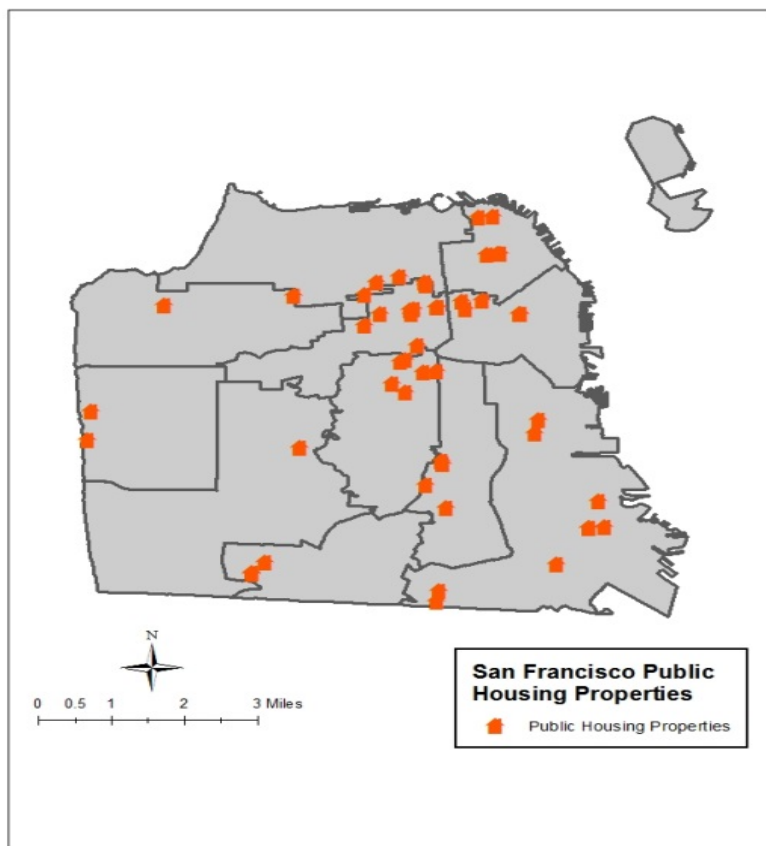 N
0 0.5 1 2 3 Miles
San Francisco Public
Housing Properties
Public Housing Properties